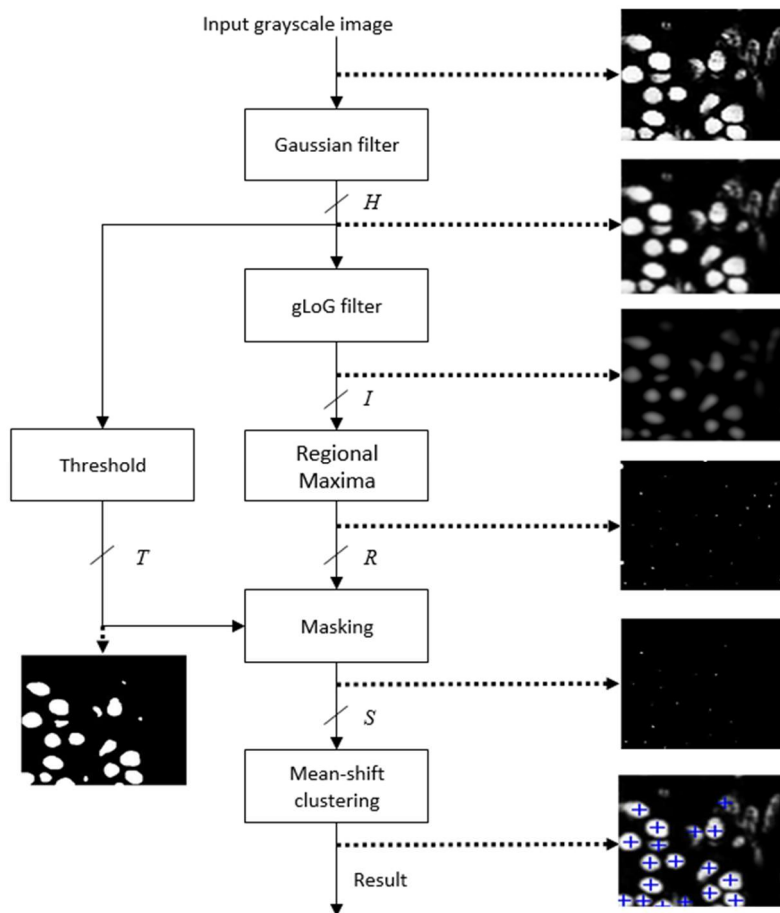 Input grayscale image
Gaussian filter
H
gLoG filter
I
Threshold
Regional
Maxima
T
R
Masking
S
Mean-shift
clustering
Result